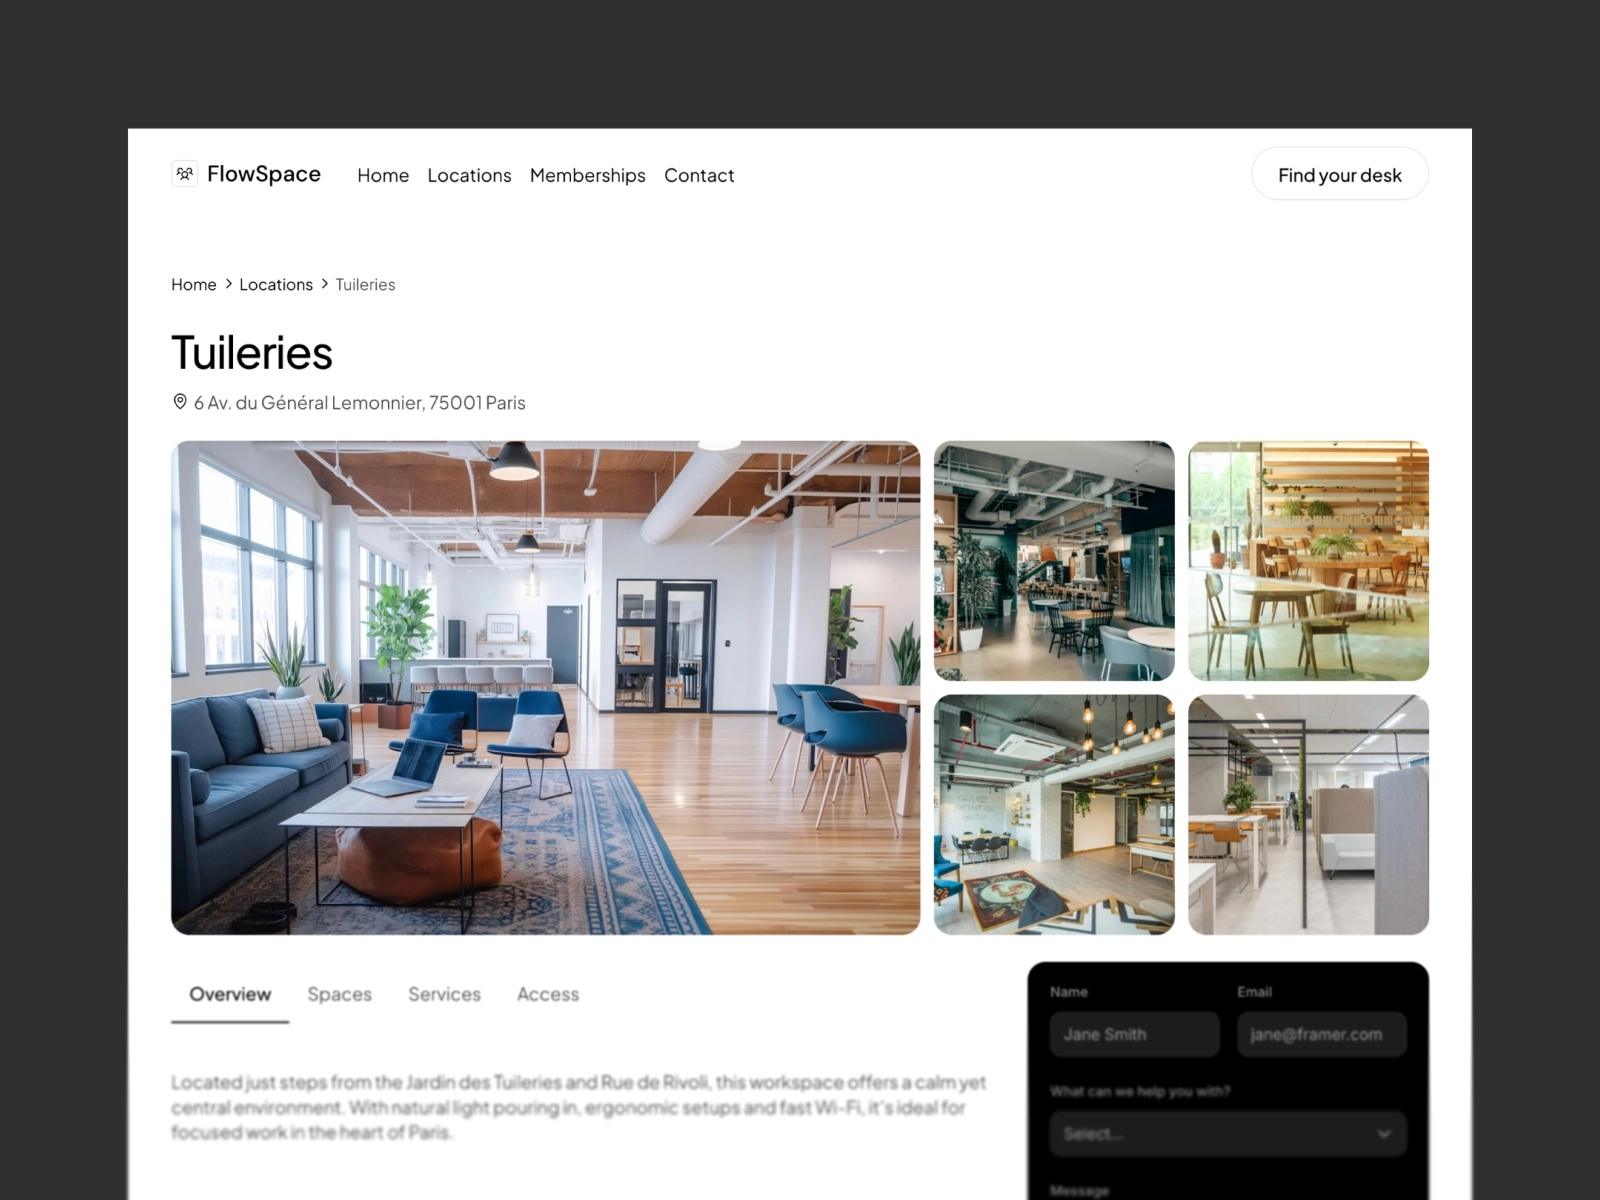 FlowSpace
Home Locations Memberships Contact
Find your desk
Home > Locations > Tuileries
Tuileries
6 Av. du Général Lemonnier, 75001 Paris
Overview Spaces Services Access
Located just steps from the Jardin des Tuileries and Rue de Rivoli, this workspace offers a calm yet
central environment. With natural light pouring in, ergonomic setups and fast Wi-Fi, it's ideal for
focused work in the heart of Paris.
Name Email
Jane Smith jane@framer.com
What can we help you with?
Select...
Message